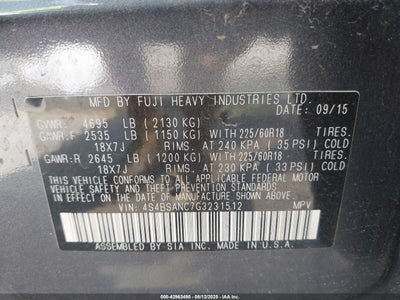 MFD. BY FUJI HEAVY INDUSTRIES LTD.
DATE: 09/15
GVWR: 4695 LB (2130 KG)
GAWR:F 2535 LB (1150 KG) WITH 225/60R18 TIRES,
18X7J RIMS, AT 240 KPA (35 PSI) COLD
GAWR:R 2645 LB (1200 KG) WITH 225/60R18 TIRES,
18X7J RIMS, AT 230 KPA (33 PSI) COLD
THIS VEHICLE CONFORMS TO ALL APPLICABLE FEDERAL MOTOR
VEHICLE SAFETY, BUMPER, AND THEFT PREVENTION STANDARDS
IN EFFECT ON THE DATE OF MANUFACTURE SHOWN ABOVE.
VIN: 4S4BSANC7G3231512 MPV
ASSEMBLED BY SIA INC. MADE IN U.S.A.
000-42963490 - 08/12/2025 - IAAI